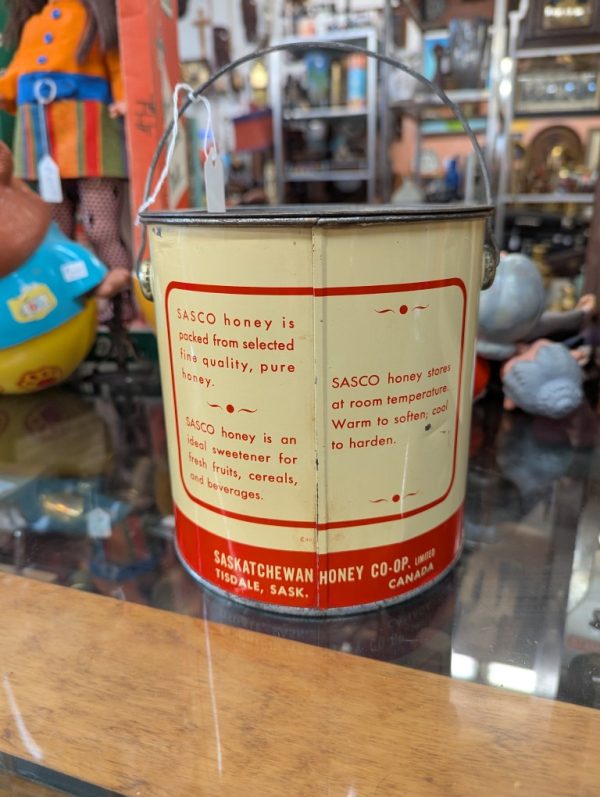 SASCO honey is
packed from selected
fine quality, pure
honey.
SASCO honey is an
ideal sweetener for
fresh fruits, cereals,
and beverages.
SASCO honey stores
at room temperature.
Warm to soften; cool
to harden.
SASKATCHEWAN HONEY CO-OP. LIMITED
TISDALE, SASK. CANADA